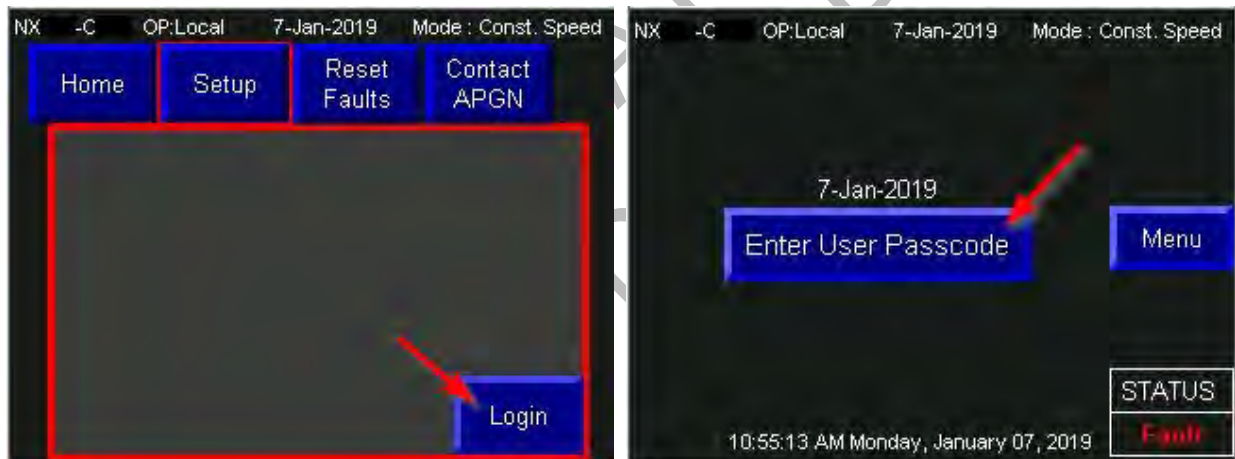 NX -C OP:Local 7-Jan-2019 Mode : Const. Speed
Home Setup Reset Faults Contact APGN
Login
NX -C OP:Local 7-Jan-2019 Mode : Const. Speed
7-Jan-2019
Enter User Passcode
Menu
STATUS
Fault
10:55:13 AM Monday, January 07, 2019